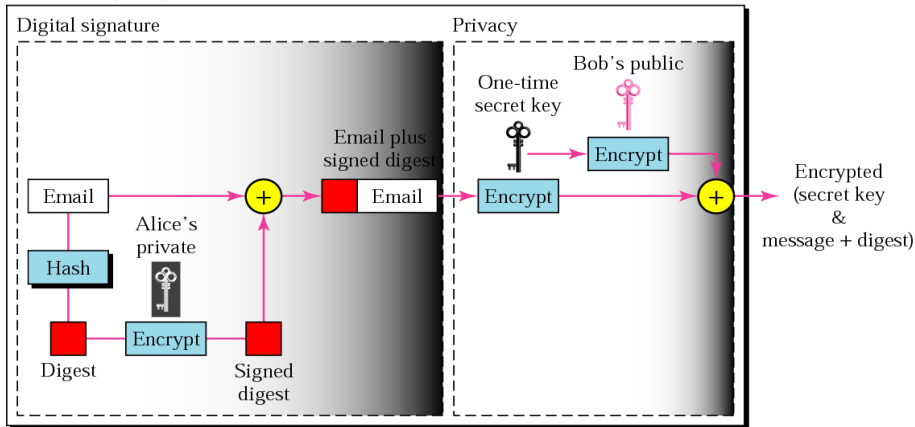 Digital signature
Privacy
Bob's public
One-time
secret key
Email plus
signed digest
Encrypt
Email
Email
Encrypt
Encrypted
(secret key
&
message + digest)
+
+
Alice's
private
Hash
Encrypt
Digest
Signed
digest